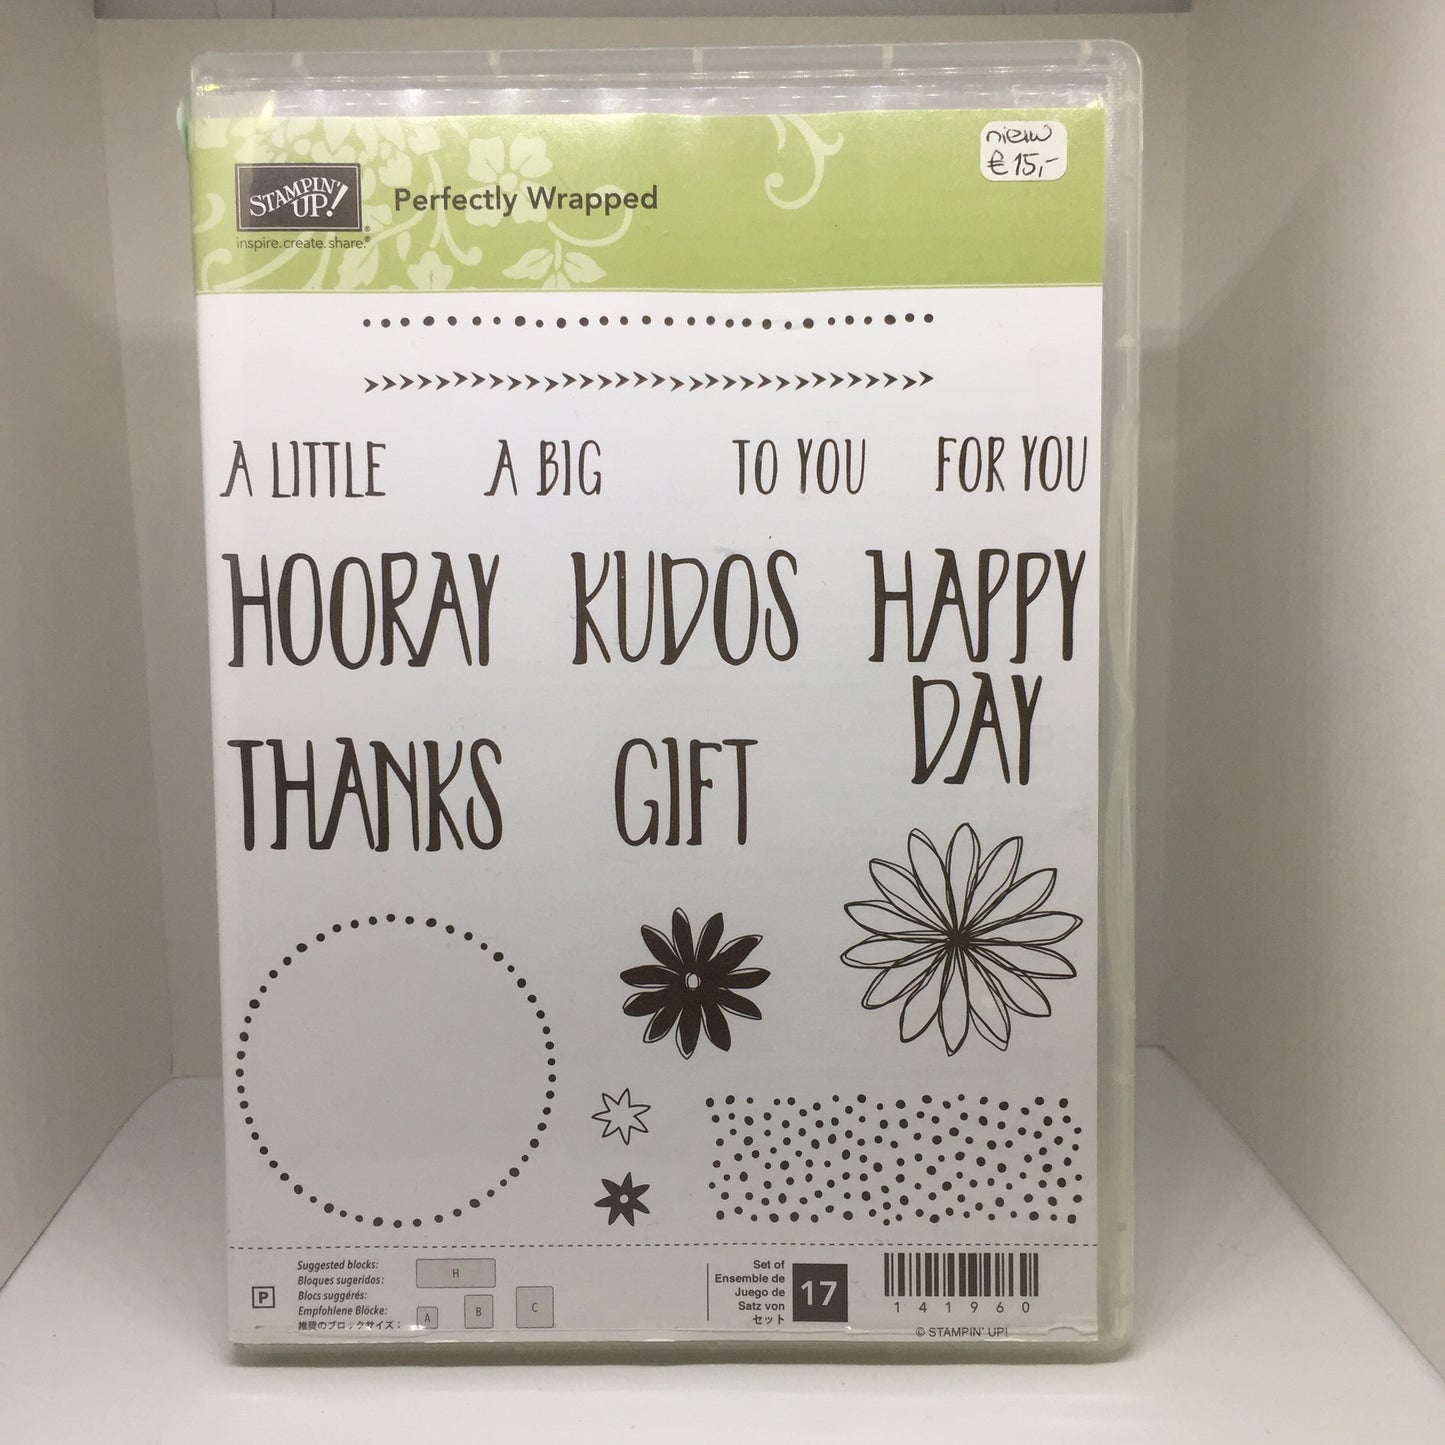 nieuw
€ 15,-
STAMPIN'
UP!®
inspire.create.share.®
Perfectly Wrapped
A LITTLE A BIG TO YOU FOR YOU
HOORAY KUDOS HAPPY
DAY
THANKS GIFT
P
Suggested blocks:
Bloques sugeridos:
Blocs suggérés:
Empfohlene Blöcke:
推奨のブロックサイズ：
H
A B C
Set of
Ensemble de
Juego de
Satz von
セット
17
141960
© STAMPIN' UP!